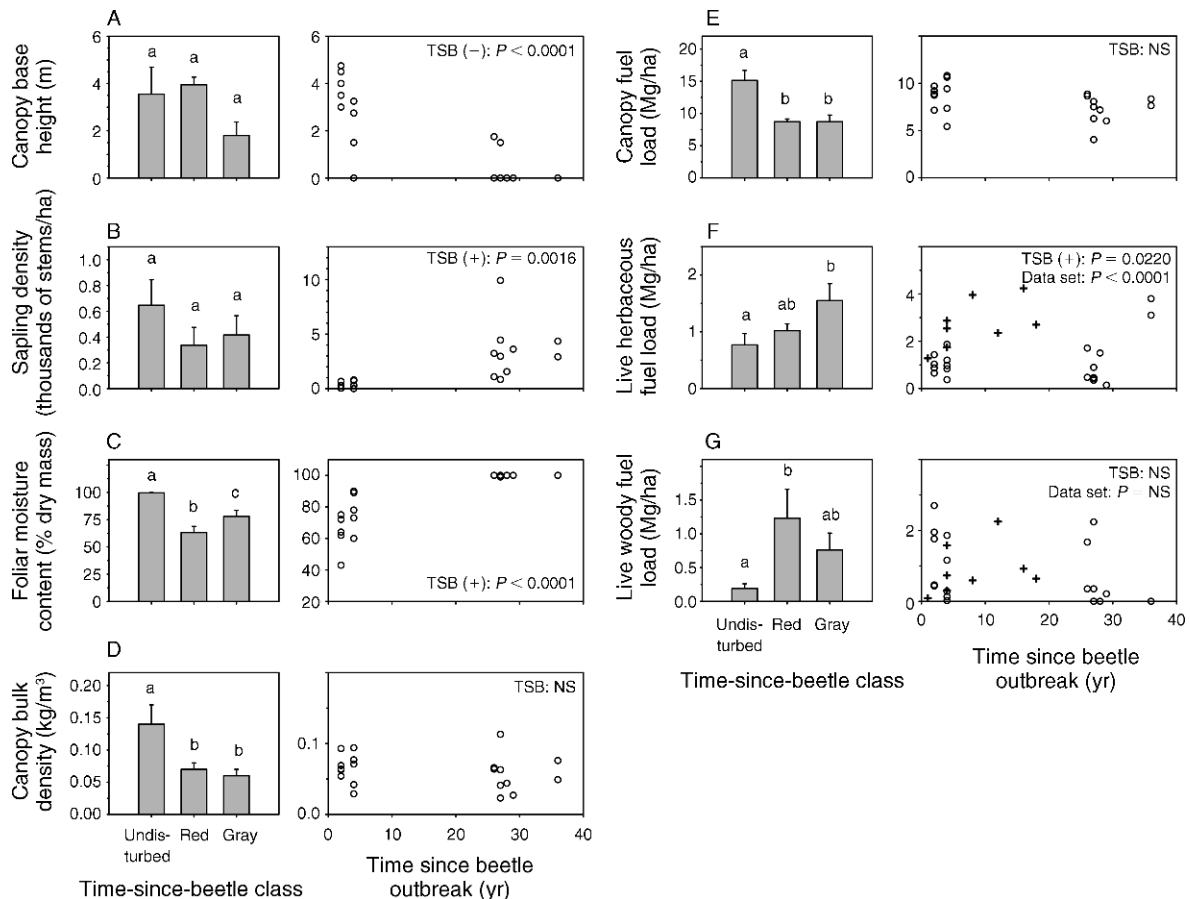 A
Canopy base
height (m)
6
4
2
0
a
a
a
6
4
2
0
TSB (−): P < 0.0001
B
Sapling density
(thousands of stems/ha)
1.0
0.8
0.6
0.4
0.2
0.0
a
a
a
10
5
0
TSB (+): P = 0.0016
C
Foliar moisture
content (% dry mass)
100
75
50
25
0
a
b
c
100
80
60
40
20
TSB (+): P < 0.0001
D
Canopy bulk
density (kg/m³)
0.20
0.15
0.10
0.05
0.00
a
b
b
Undis-
turbed
Red
Gray
Time-since-beetle class
0.1
0.0
TSB: NS
0 10 20 30 40
Time since beetle
outbreak (yr)
E
Canopy fuel
load (Mg/ha)
20
15
10
5
0
a
b
b
10
5
0
TSB: NS
F
Live herbaceous
fuel load (Mg/ha)
2
1
0
a
ab
b
4
2
0
TSB (+): P = 0.0220
Data set: P < 0.0001
G
Live woody fuel
load (Mg/ha)
1.5
1.0
0.5
0.0
a
b
ab
Undis-
turbed
Red
Gray
Time-since-beetle class
4
2
0
TSB: NS
Data set: P = NS
0 10 20 30 40
Time since beetle
outbreak (yr)